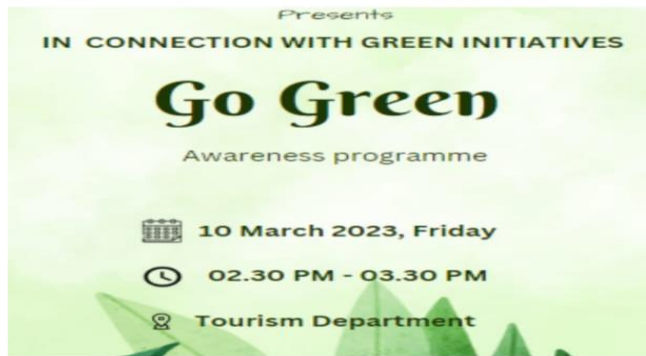 Presents
IN CONNECTION WITH GREEN INITIATIVES
Go Green
Awareness programme
10 March 2023, Friday
02.30 PM - 03.30 PM
Tourism Department